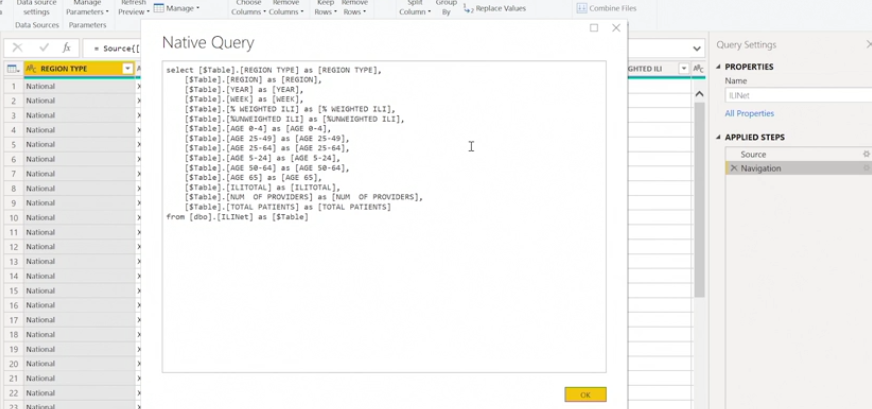 Data source
settings
Data Sources
Manage
Parameters
Parameters
Refresh
Preview
Manage
Choose
Columns
Remove
Columns
Keep
Rows
Remove
Rows
Split
Column
Group
By
Replace Values
Combine Files
fx
= Source{[
Native Query
select [$Table].[REGION TYPE] as [REGION TYPE],
[$Table].[REGION] as [REGION],
[$Table].[YEAR] as [YEAR],
[$Table].[WEEK] as [WEEK],
[$Table].[% WEIGHTED ILI] as [% WEIGHTED ILI],
[$Table].[%UNWEIGHTED ILI] as [%UNWEIGHTED ILI],
[$Table].[AGE 0-4] as [AGE 0-4],
[$Table].[AGE 25-49] as [AGE 25-49],
[$Table].[AGE 25-64] as [AGE 25-64],
[$Table].[AGE 5-24] as [AGE 5-24],
[$Table].[AGE 50-64] as [AGE 50-64],
[$Table].[AGE 65] as [AGE 65],
[$Table].[ILITOTAL] as [ILITOTAL],
[$Table].[NUM  OF PROVIDERS] as [NUM  OF PROVIDERS],
[$Table].[TOTAL PATIENTS] as [TOTAL PATIENTS]
from [dbo].[ILINet] as [$Table]
OK
REGION TYPE
GHTED ILI
1 National
2 National
3 National
4 National
5 National
6 National
7 National
8 National
9 National
10 National
11 National
12 National
13 National
14 National
15 National
16 National
17 National
18 National
19 National
20 National
21 National
22 National
23
Query Settings
PROPERTIES
Name
ILINet
All Properties
APPLIED STEPS
Source
Navigation